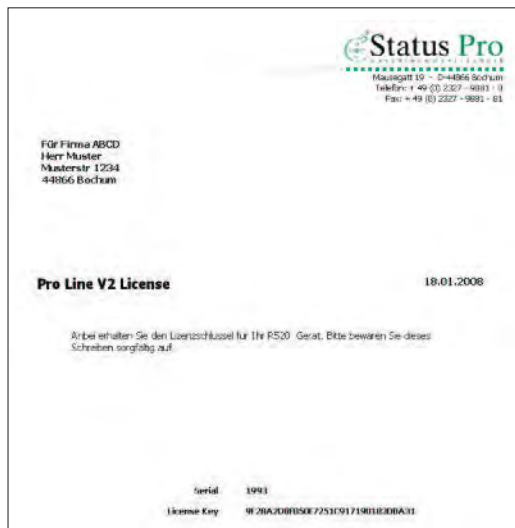 Status Pro
Mausegatt 19 - D-44866 Bochum
Telefon: + 49 (0) 2327 - 9881 - 0
Fax: + 49 (0) 2327 - 9881 - 81
Für Firma ABCD
Herr Muster
Musterstr 1234
44866 Bochum
Pro Line V2 License
18.01.2008
Anbei erhalten Sie den Lizenzschlüssel für Ihr R520 Gerät. Bitte bewaren Sie dieses
Schreiben sorgfältig auf.
Serial 1993
License Key